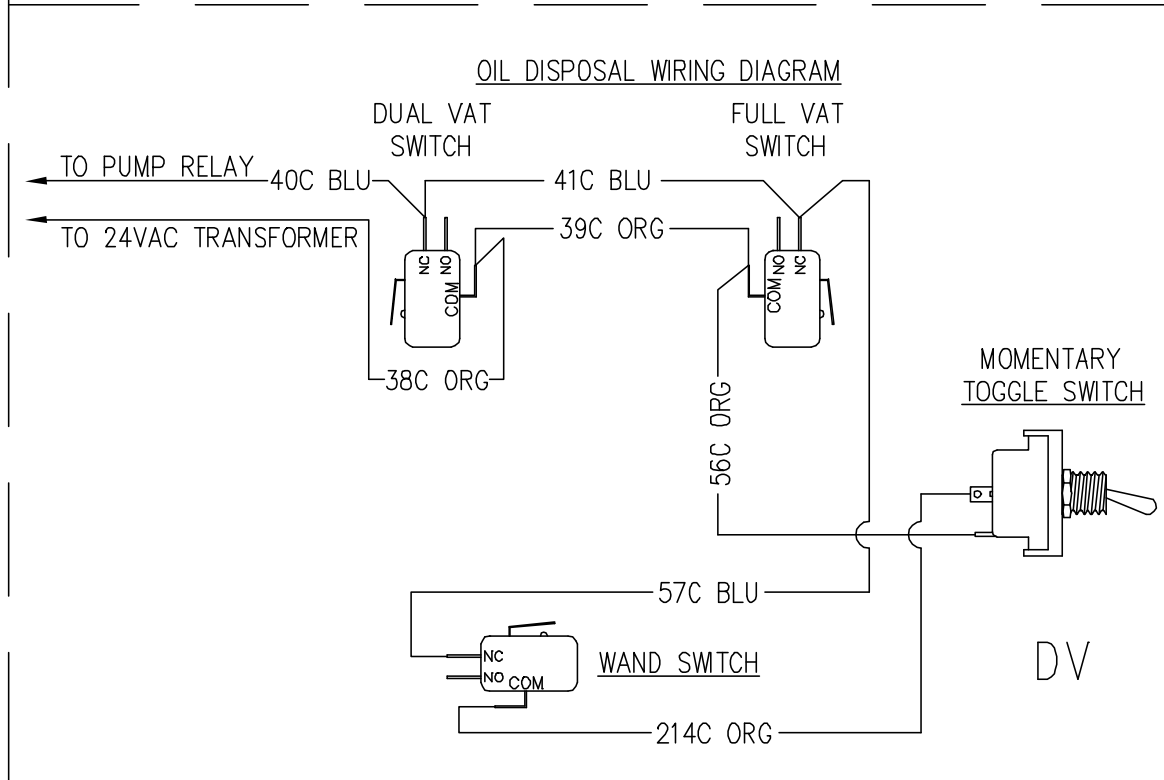 OIL DISPOSAL WIRING DIAGRAM
DUAL VAT
SWITCH
FULL VAT
SWITCH
TO PUMP RELAY
40C BLU
41C BLU
TO 24VAC TRANSFORMER
39C ORG
NC
NO
COM
NO
NC
COM
38C ORG
56C ORG
MOMENTARY
TOGGLE SWITCH
57C BLU
NC
NO
COM
WAND SWITCH
DV
214C ORG